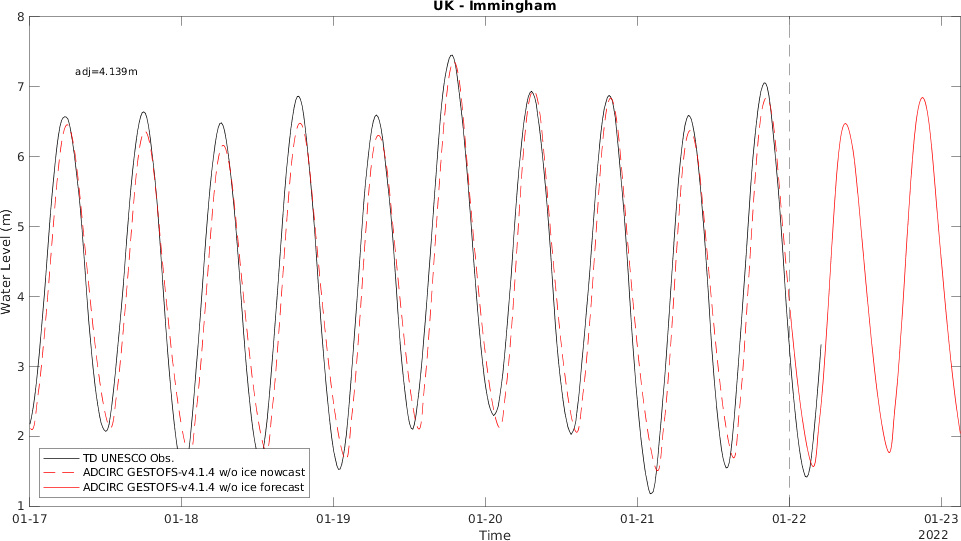 UK - Immingham
8
7
6
5
4
3
2
1
Water Level (m)
adj=4.139m
TD UNESCO Obs.
ADCIRC GESTOFS-v4.1.4 w/o ice nowcast
ADCIRC GESTOFS-v4.1.4 w/o ice forecast
01-17 01-18 01-19 01-20 01-21 01-22 01-23
Time
2022